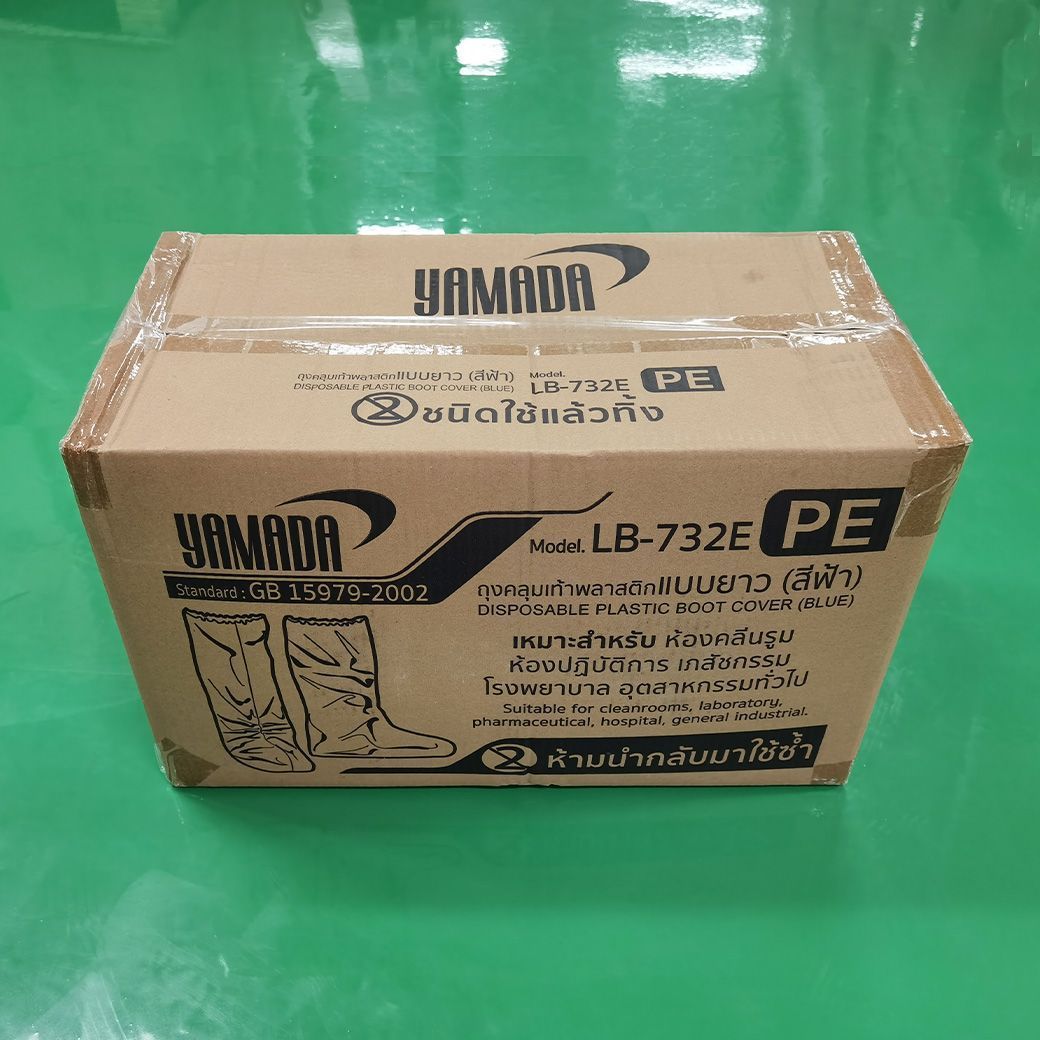 YAMADA
ถุงคลุมเท้าพลาสติกแบบยาว (สีฟ้า) Model. LB-732E PE
DISPOSABLE PLASTIC BOOT COVER (BLUE)
2 ชนิดใช้แล้วทิ้ง
YAMADA Model. LB-732E PE
Standard : GB 15979-2002
ถุงคลุมเท้าพลาสติกแบบยาว (สีฟ้า)
DISPOSABLE PLASTIC BOOT COVER (BLUE)
เหมาะสำหรับ ห้องคลีนรูม
ห้องปฏิบัติการ เภสัชกรรม
โรงพยาบาล อุตสาหกรรมทั่วไป
Suitable for cleanrooms, laboratory,
pharmaceutical, hospital, general industrial.
2 ห้ามนำกลับมาใช้ซ้ำ